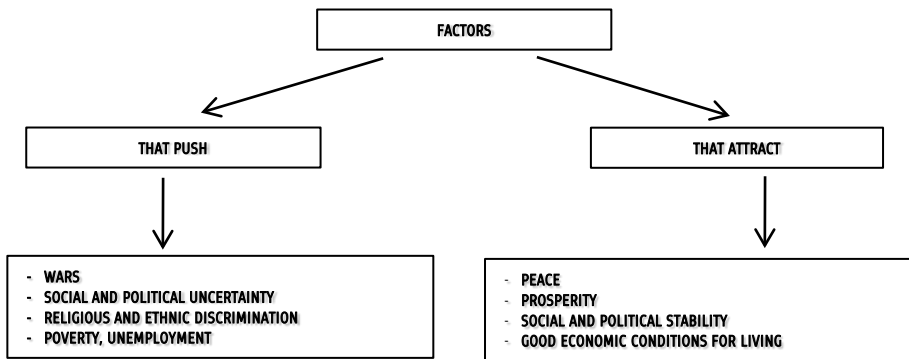 FACTORS
THAT PUSH
THAT ATTRACT
- WARS
- SOCIAL AND POLITICAL UNCERTAINTY
- RELIGIOUS AND ETHNIC DISCRIMINATION
- POVERTY, UNEMPLOYMENT
- PEACE
- PROSPERITY
- SOCIAL AND POLITICAL STABILITY
- GOOD ECONOMIC CONDITIONS FOR LIVING